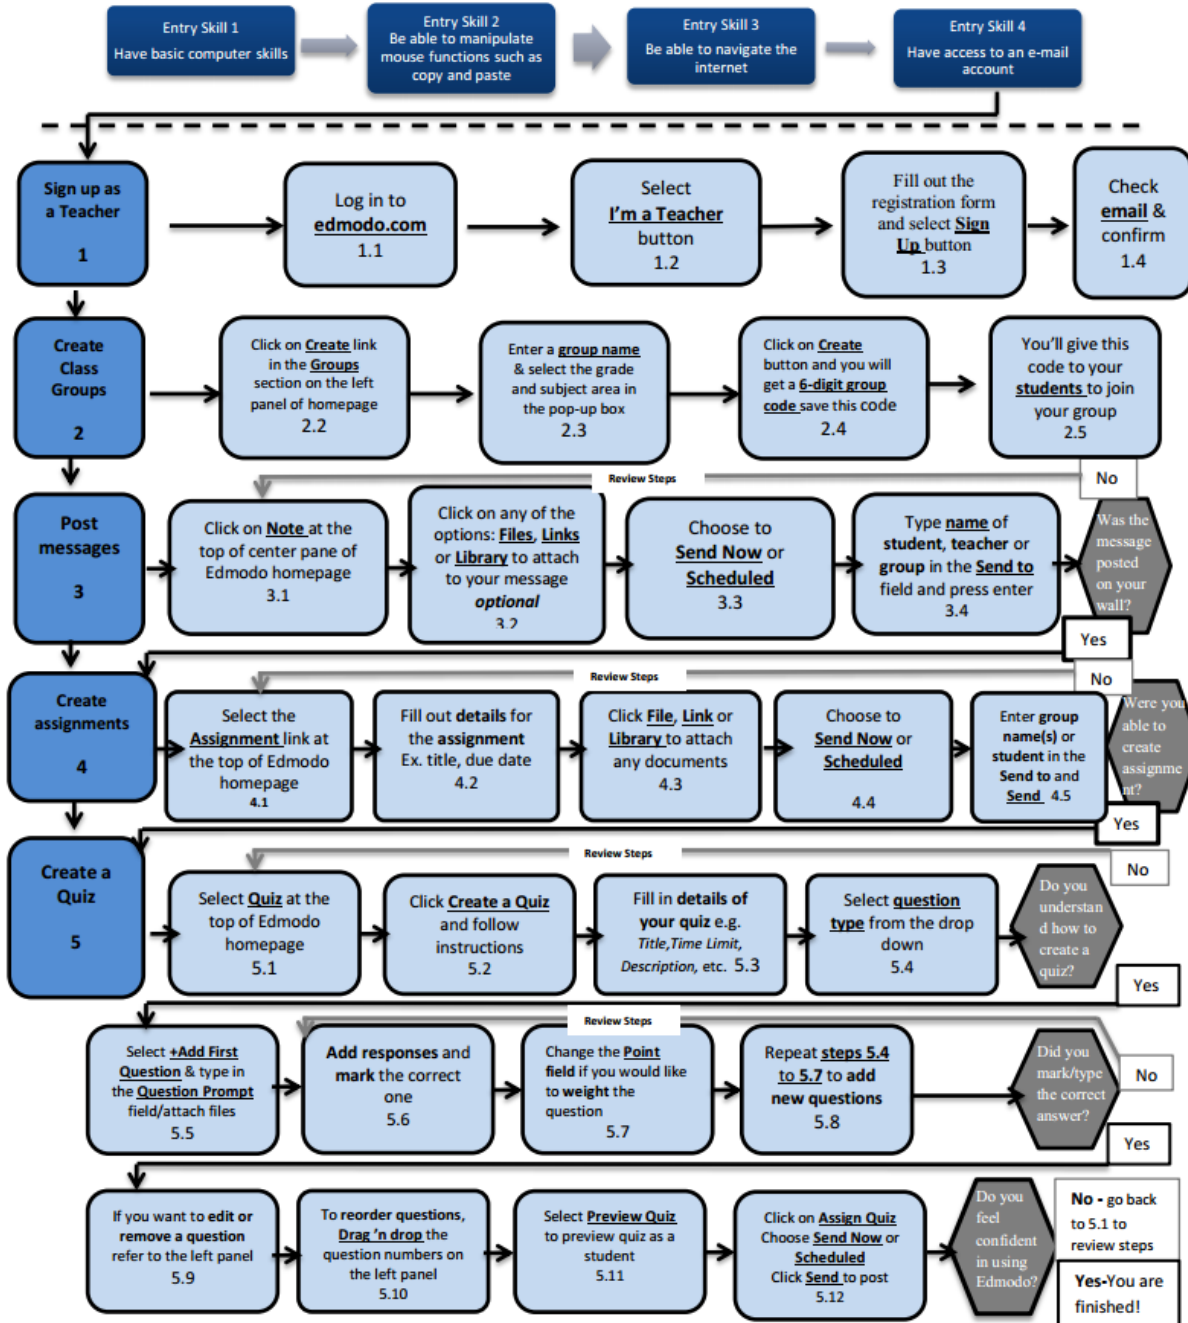 Entry Skill 1
Have basic computer skills
Entry Skill 2
Be able to manipulate
mouse functions such as
copy and paste
Entry Skill 3
Be able to navigate the
internet
Entry Skill 4
Have access to an e-mail
account
Sign up as
a Teacher
1
Log in to
edmodo.com
1.1
Select
I'm a Teacher
button
1.2
Fill out the
registration form
and select Sign
Up button
1.3
Check
email &
confirm
1.4
Create
Class
Groups
2
Click on Create link
in the Groups
section on the left
panel of homepage
2.2
Enter a group name
& select the grade
and subject area in
the pop-up box
2.3
Click on Create
button and you will
get a 6-digit group
code save this code
2.4
You'll give this
code to your
students to join
your group
2.5
Review Steps
No
Post
messages
3
Click on Note at the
top of center pane of
Edmodo homepage
3.1
Click on any of the
options: Files, Links
or Library to attach
to your message
optional
3.2
Choose to
Send Now or
Scheduled
3.3
Type name of
student, teacher or
group in the Send to
field and press enter
3.4
Was the
message
posted
on your
wall?
Yes
Review Steps
No
Create
assignments
4
Select the
Assignment link at
the top of Edmodo
homepage
4.1
Fill out details for
the assignment
Ex. title, due date
4.2
Click File, Link or
Library to attach
any documents
4.3
Choose to
Send Now or
Scheduled
4.4
Enter group
name(s) or
student in the
Send to and
Send 4.5
Were you
able to
create
assignme
nt?
Yes
Review Steps
No
Create a
Quiz
5
Select Quiz at the
top of Edmodo
homepage
5.1
Click Create a Quiz
and follow
instructions
5.2
Fill in details of
your quiz e.g.
Title,Time Limit,
Description, etc. 5.3
Select question
type from the drop
down
5.4
Do you
understan
d how to
create a
quiz?
Yes
Review Steps
No
Select +Add First
Question & type in
the Question Prompt
field/attach files
5.5
Add responses and
mark the correct
one
5.6
Change the Point
field if you would like
to weight the
question
5.7
Repeat steps 5.4
to 5.7 to add
new questions
5.8
Did you
mark/type
the correct
answer?
Yes
If you want to edit or
remove a question
refer to the left panel
5.9
To reorder questions,
Drag 'n drop the
question numbers on
the left panel
5.10
Select Preview Quiz
to preview quiz as a
student
5.11
Click on Assign Quiz
Choose Send Now or
Scheduled
Click Send to post
5.12
Do you
feel
confident
in using
Edmodo?
No - go back
to 5.1 to
review steps
Yes-You are
finished!